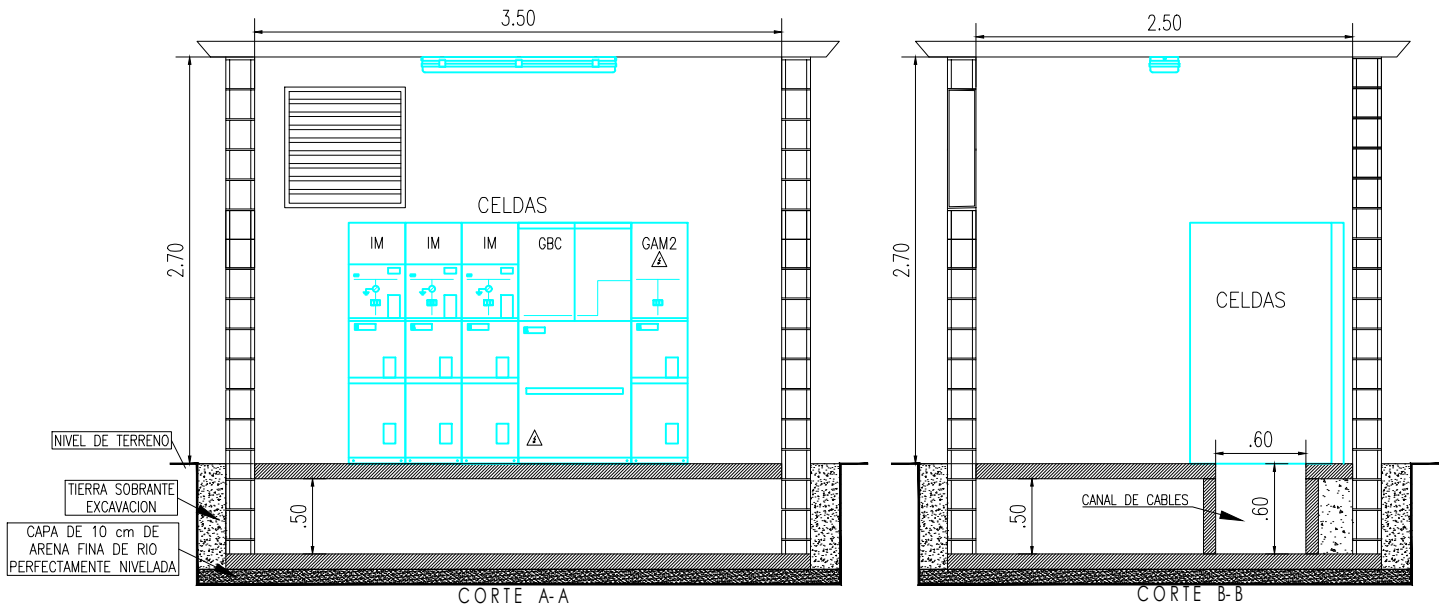 3.50
2.50
2.70
2.70
CELDAS
IM
IM
IM
GBC
GAM2
CELDAS
NIVEL DE TERRENO
TIERRA SOBRANTE
EXCAVACION
CAPA DE 10 cm DE
ARENA FINA DE RIO
PERFECTAMENTE NIVELADA
.50
.60
.50
CANAL DE CABLES
.60
CORTE A-A
CORTE B-B